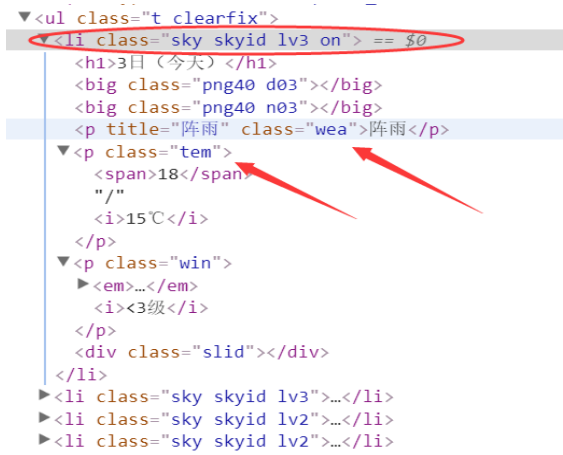 ▼<ul class="t clearfix">
▼<li class="sky skyid lv3 on"> == $0
<h1>3日（今天）</h1>
<big class="png40 d03"></big>
<big class="png40 n03"></big>
<p title="阵雨" class="wea">阵雨</p>
▼<p class="tem">
<span>18</span>
"/"
<i>15℃</i>
</p>
▼<p class="win">
▶<em>…</em>
<i><3级</i>
</p>
<div class="slid"></div>
</li>
▶<li class="sky skyid lv3">…</li>
▶<li class="sky skyid lv2">…</li>
▶<li class="sky skyid lv2">…</li>